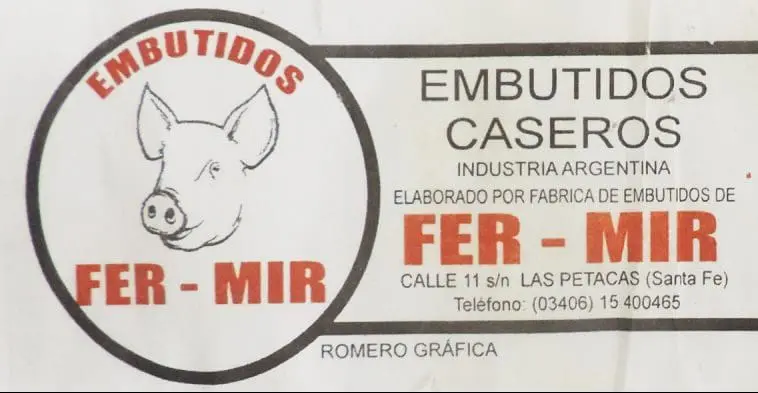 EMBUTIDOS
FER - MIR
EMBUTIDOS
CASEROS
INDUSTRIA ARGENTINA
ELABORADO POR FABRICA DE EMBUTIDOS DE
FER - MIR
CALLE 11 s/n LAS PETACAS (Santa Fe)
Teléfono: (03406) 15 400465
ROMERO GRÁFICA